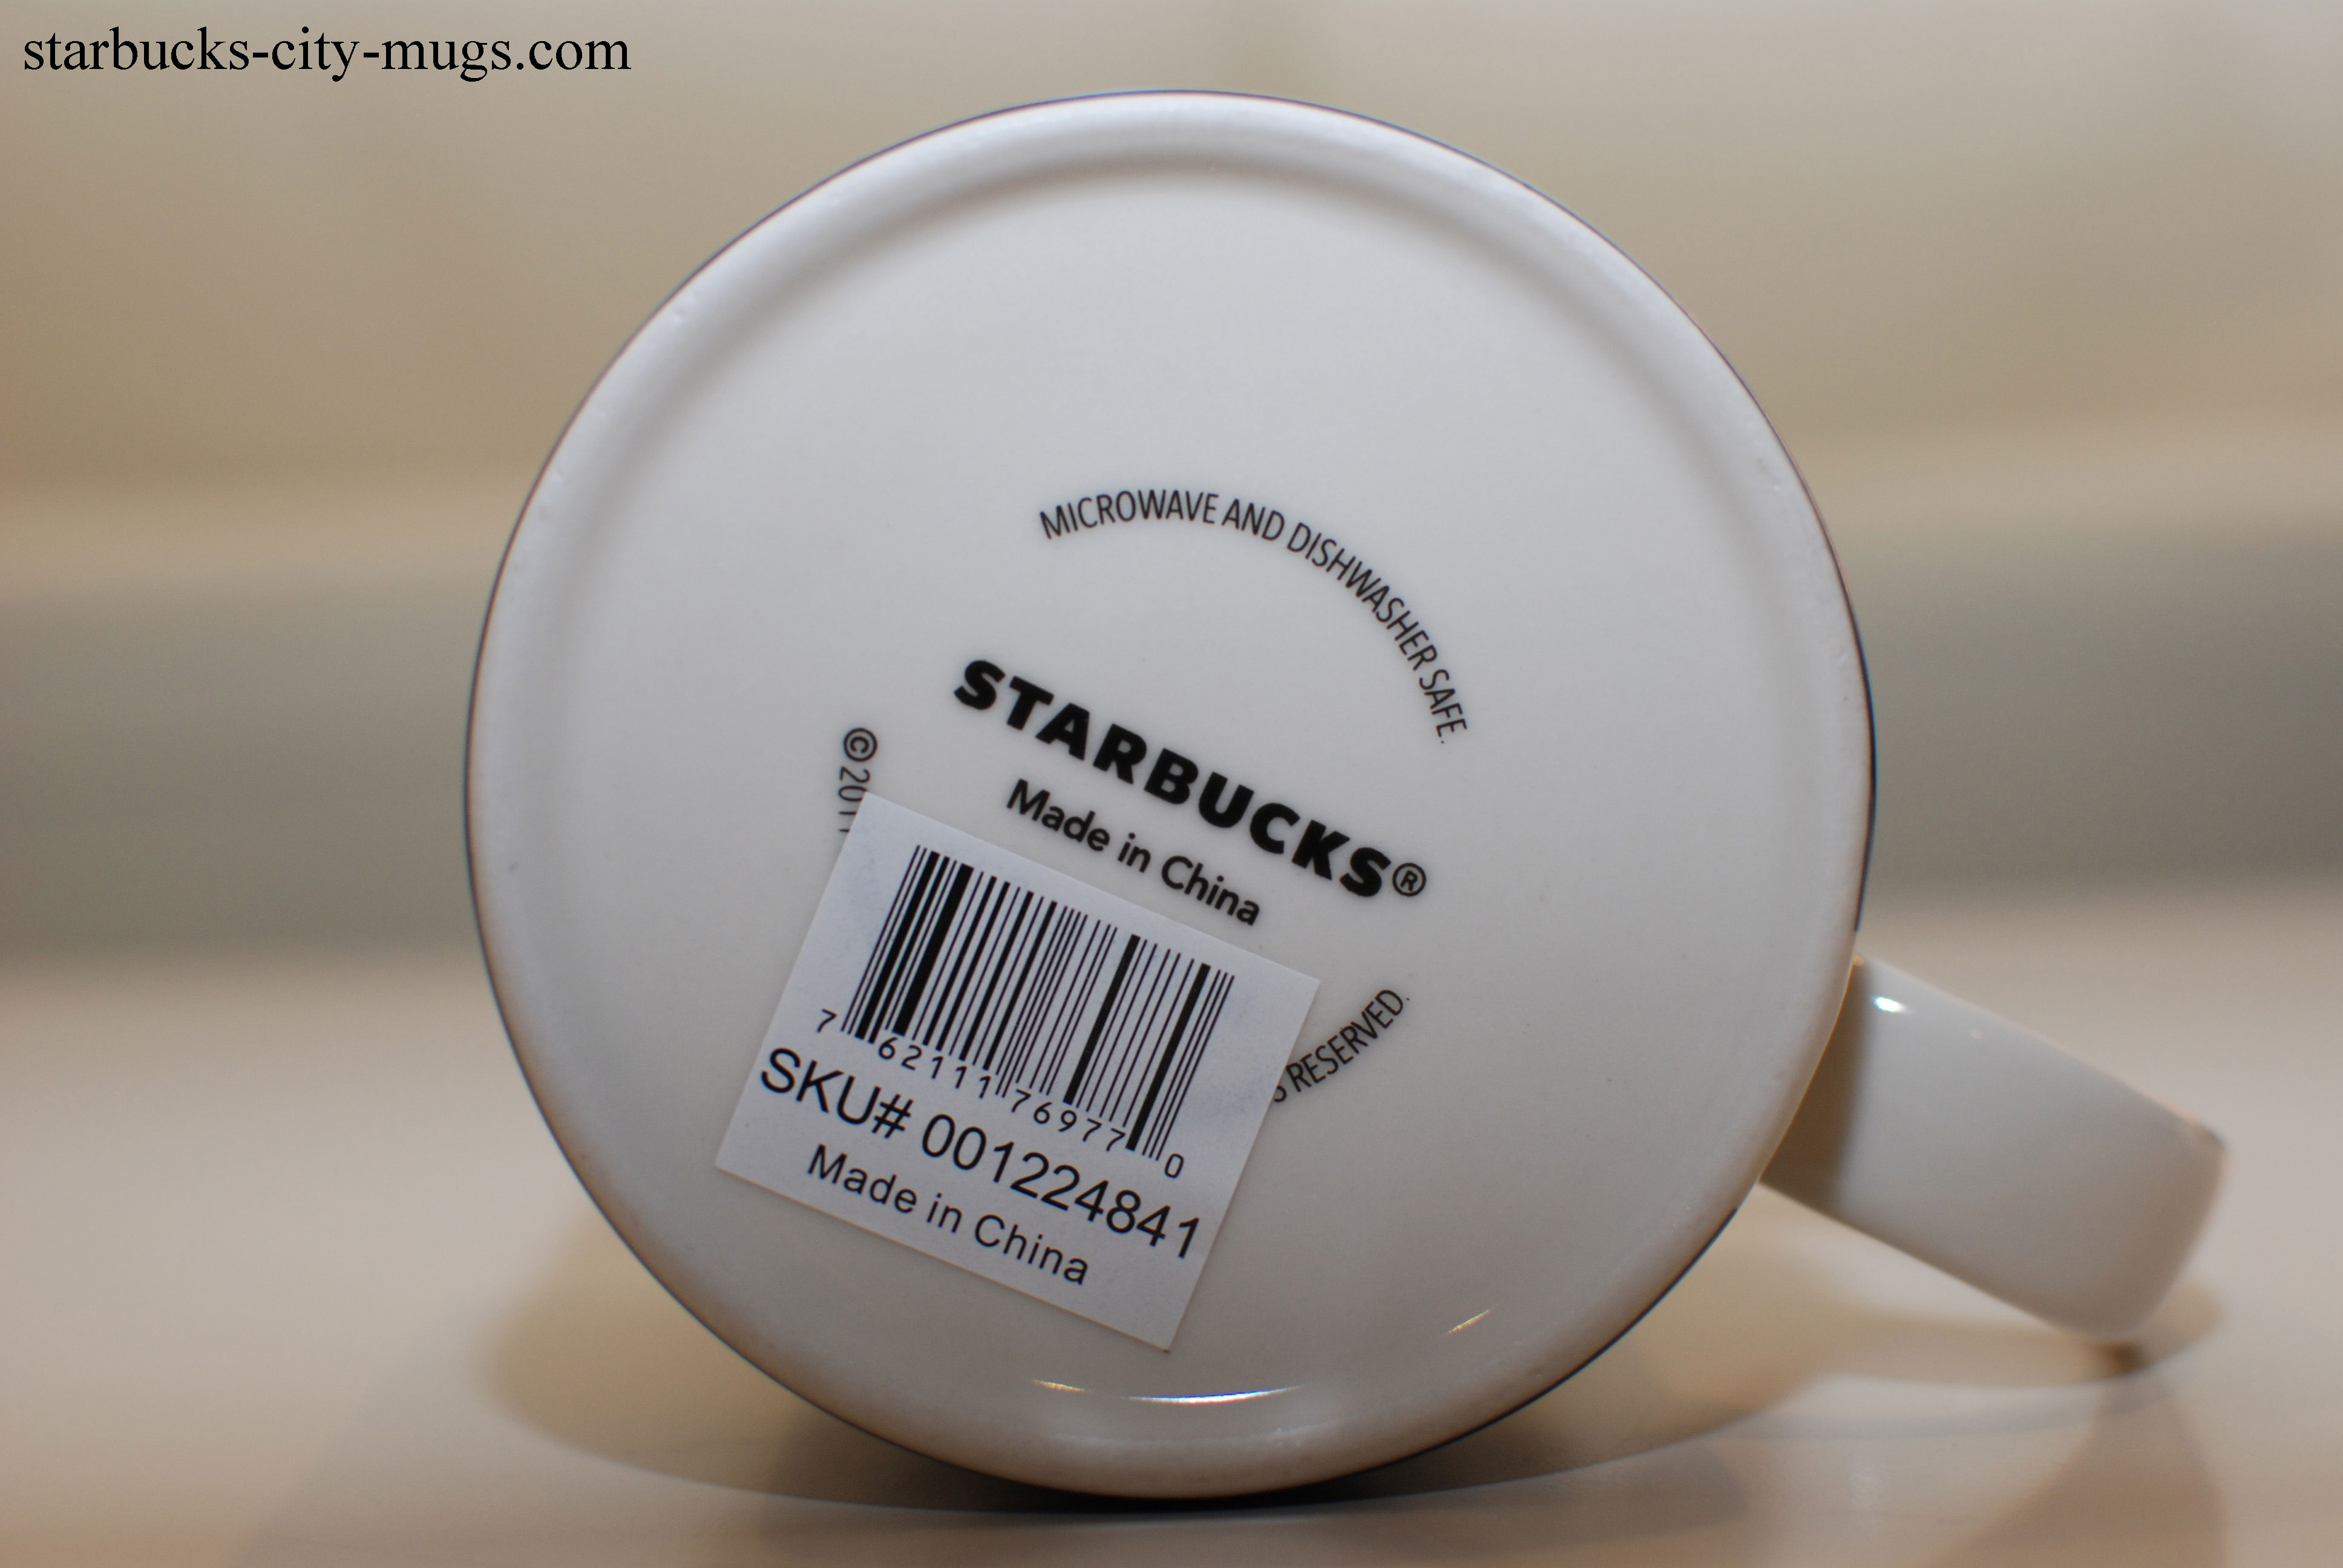 starbucks-city-mugs.com
MICROWAVE AND DISHWASHER SAFE.
STARBUCKS®
Made in China
©2011
RESERVED.
7 62111 76977 0
SKU# 001224841
Made in China